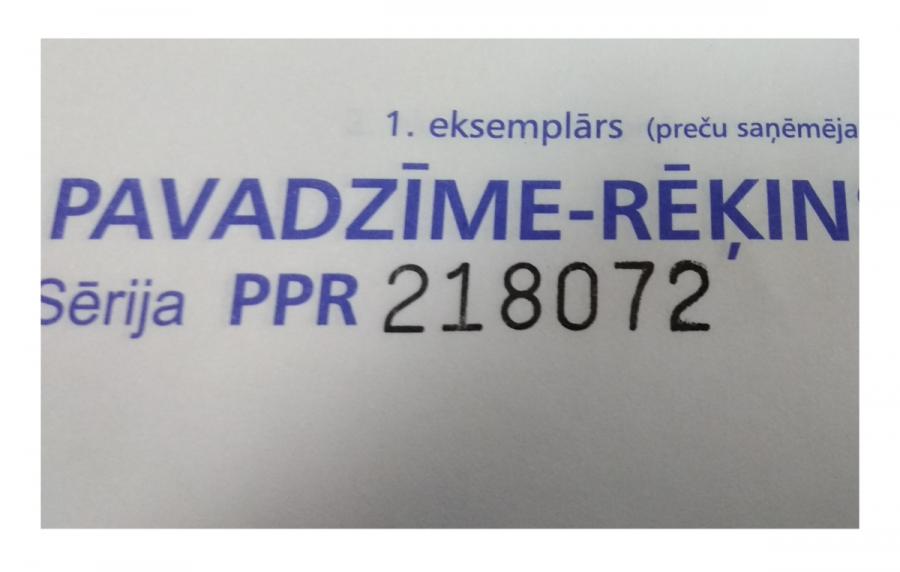 1. eksemplārs (preču saņēmēja
PAVADZĪME-RĒĶIN
Sērija PPR 218072